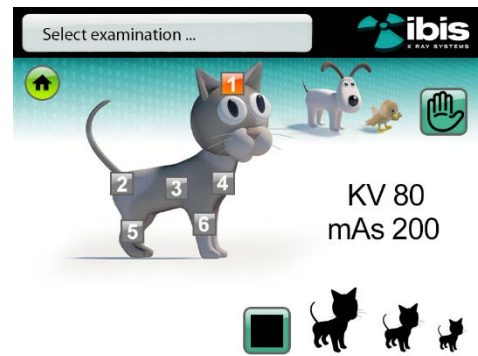 Select examination ...
ibis
X RAY SYSTEMS
1
2
3
4
5
6
KV 80
mAs 200